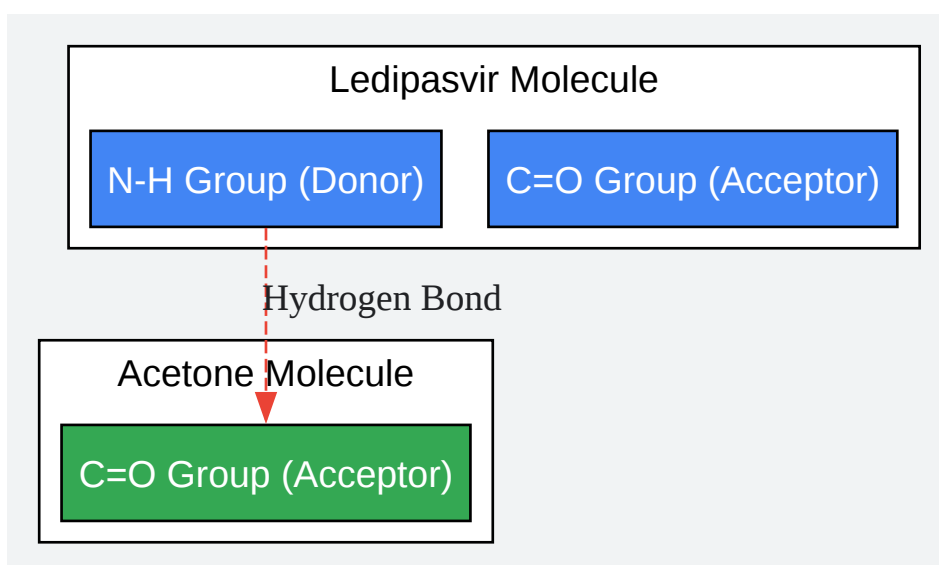 Ledipasvir Molecule
N-H Group (Donor)
C=O Group (Acceptor)
Hydrogen Bond
Acetone Molecule
C=O Group (Acceptor)